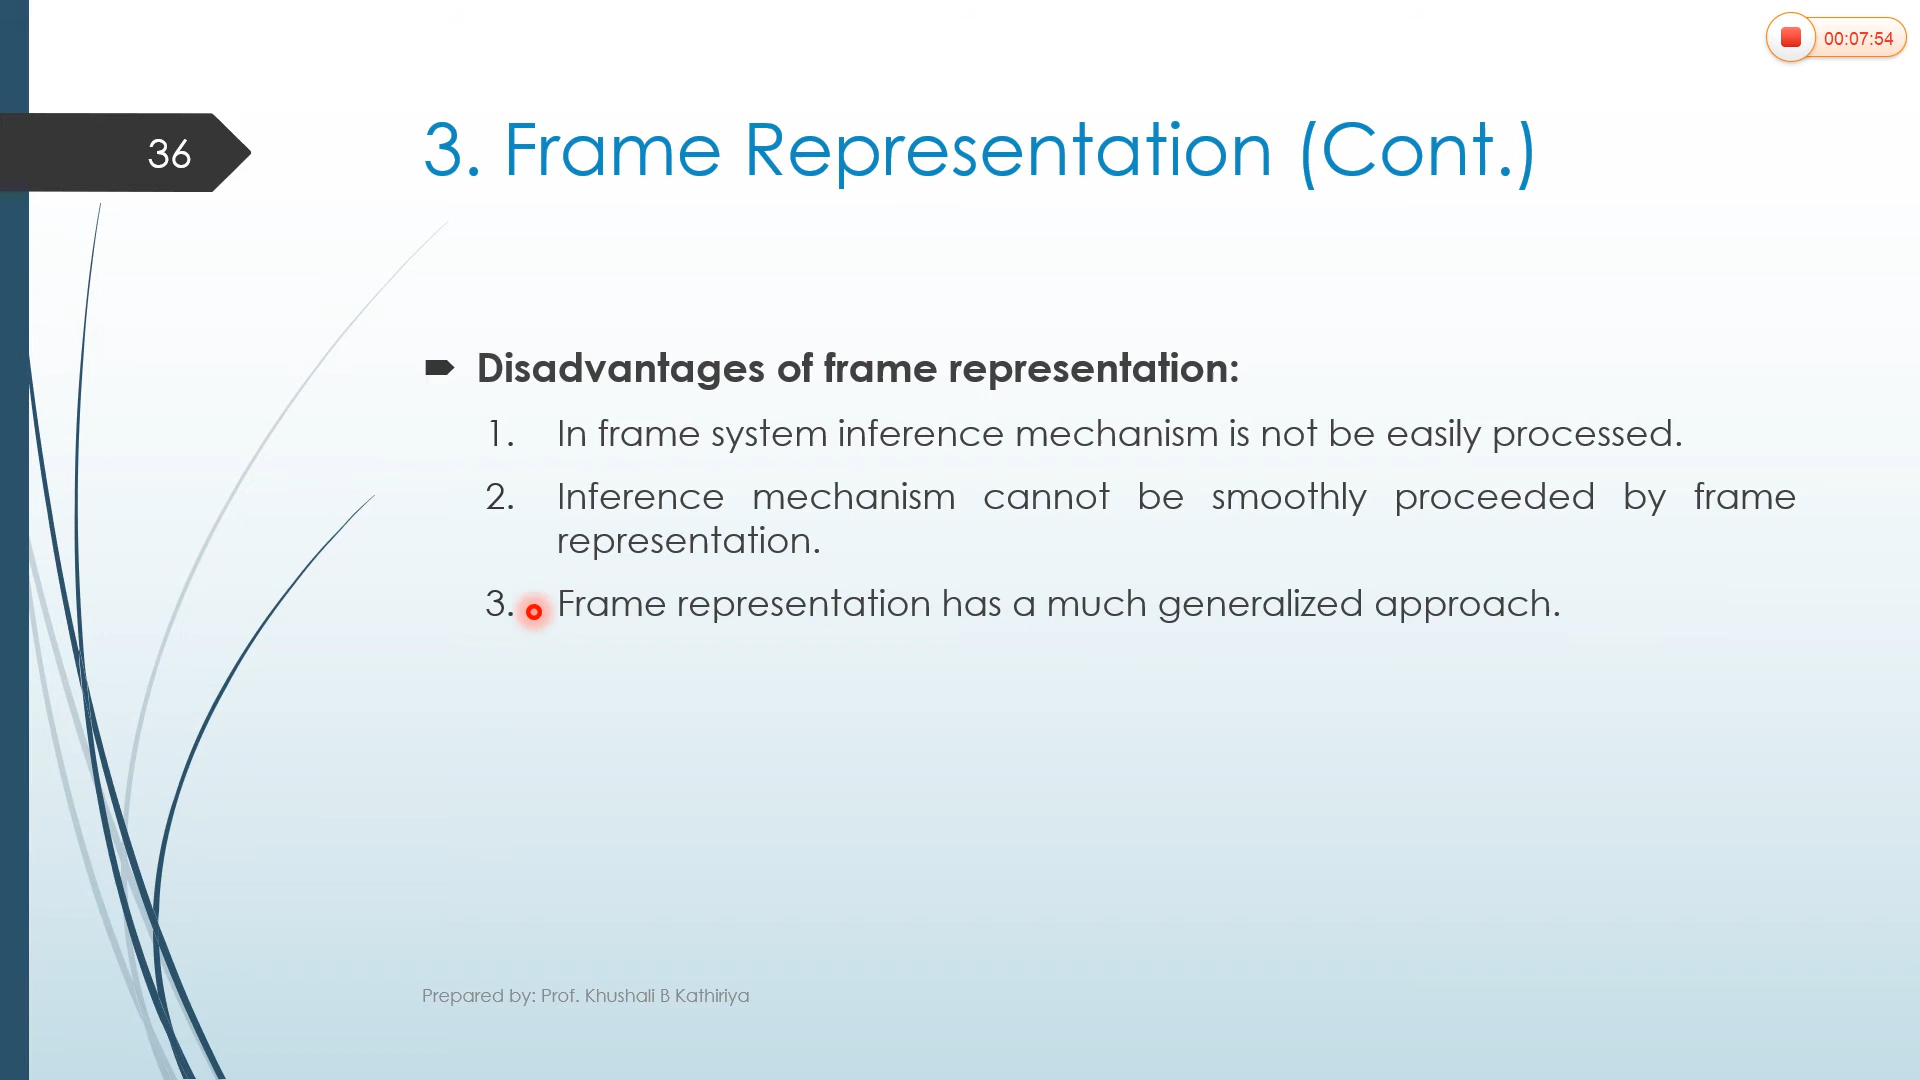 00:07:54
36
3. Frame Representation (Cont.)
Disadvantages of frame representation:
1. In frame system inference mechanism is not be easily processed.
2. Inference mechanism cannot be smoothly proceeded by frame
representation.
3. Frame representation has a much generalized approach.
Prepared by: Prof. Khushali B Kathiriya